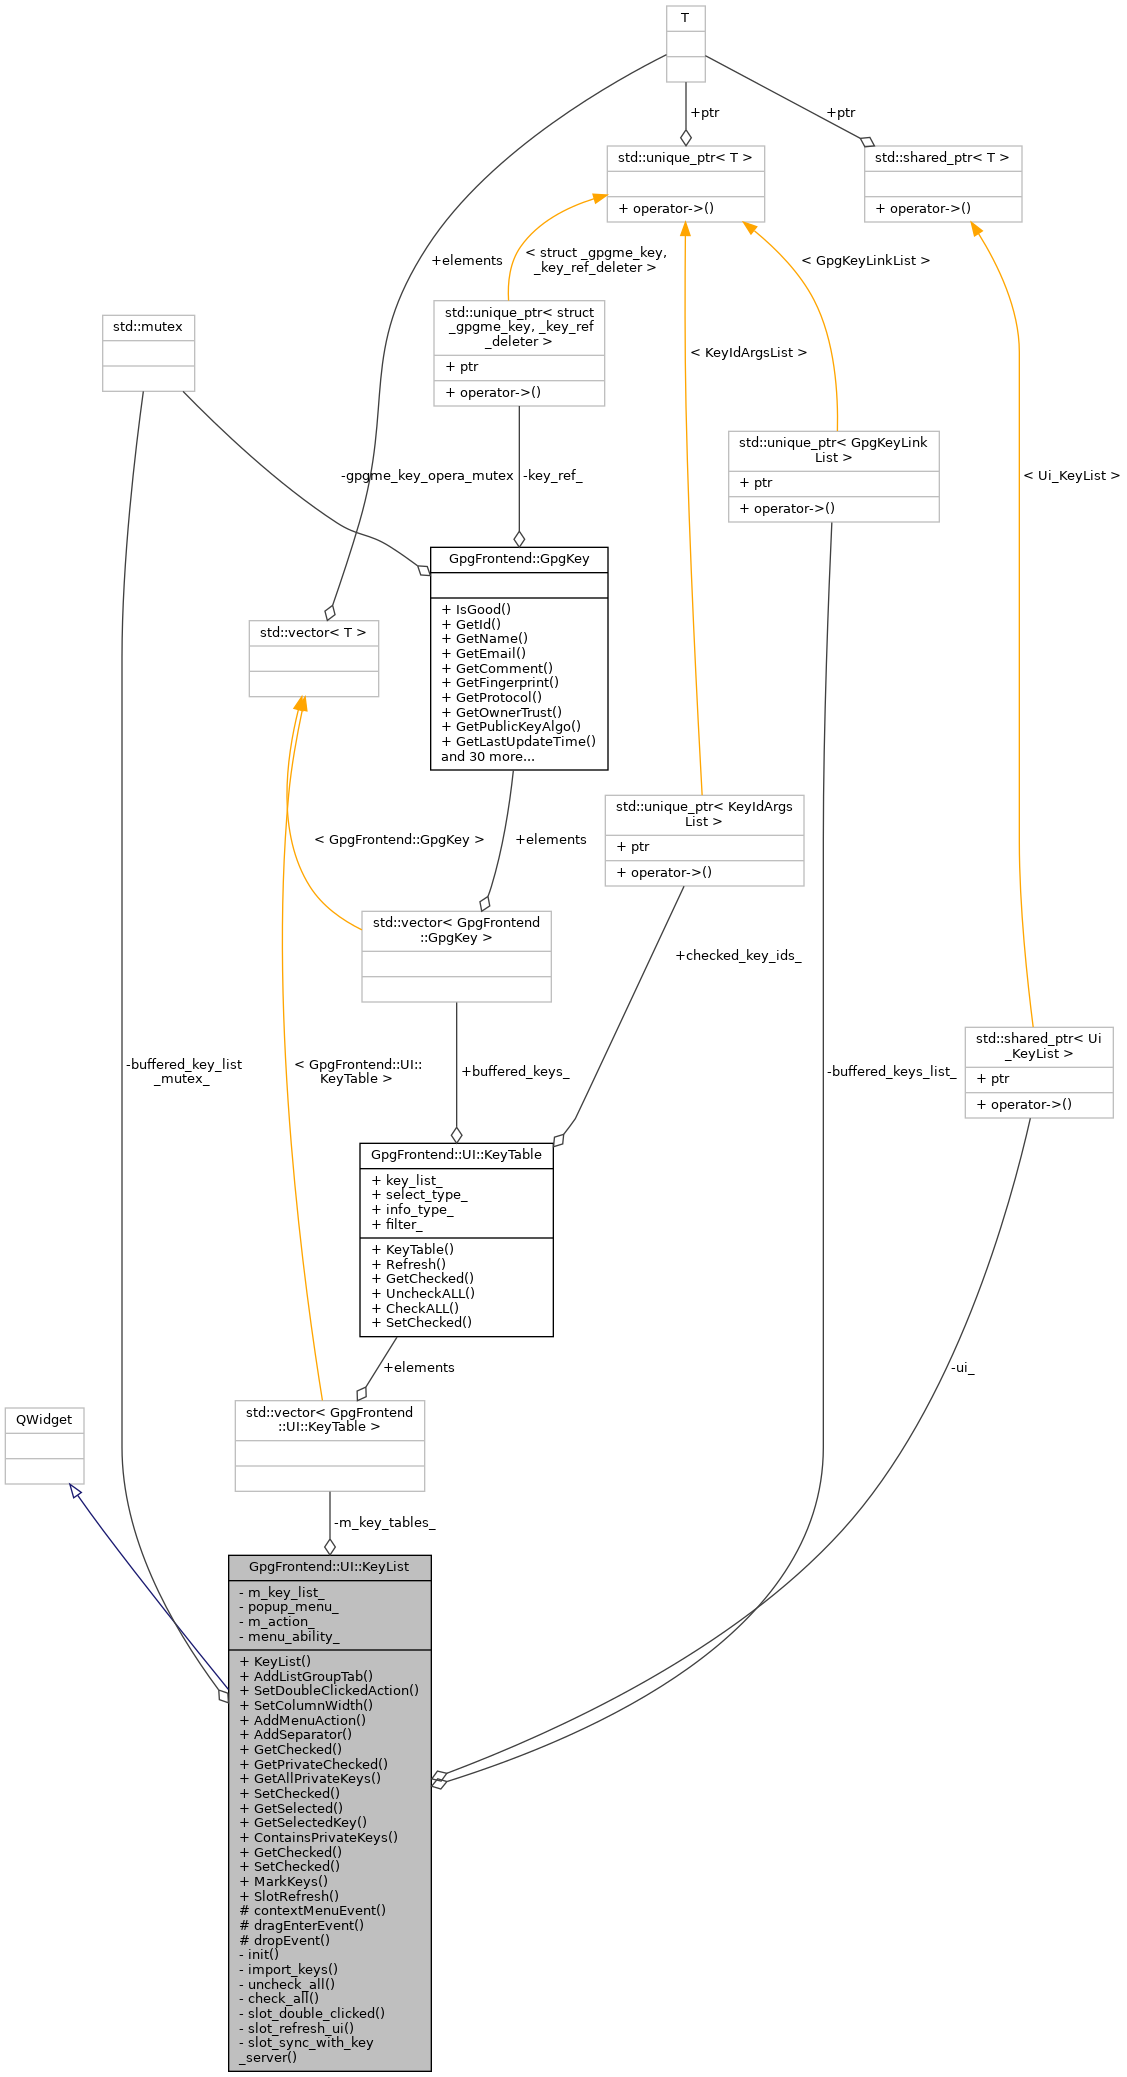 T
+ptr
+ptr
std::unique_ptr< T >
+ operator->()
std::shared_ptr< T >
+ operator->()
+elements
< struct _gpgme_key,
_key_ref_deleter >
< GpgKeyLinkList >
std::mutex
std::unique_ptr< struct
_gpgme_key, _key_ref
_deleter >
+ ptr
+ operator->()
< KeyIdArgsList >
std::unique_ptr< GpgKeyLink
List >
+ ptr
+ operator->()
-gpgme_key_opera_mutex
-key_ref_
< Ui_KeyList >
GpgFrontend::GpgKey
+ IsGood()
+ GetId()
+ GetName()
+ GetEmail()
+ GetComment()
+ GetFingerprint()
+ GetProtocol()
+ GetOwnerTrust()
+ GetPublicKeyAlgo()
+ GetLastUpdateTime()
and 30 more...
std::vector< T >
std::unique_ptr< KeyIdArgs
List >
+ ptr
+ operator->()
< GpgFrontend::GpgKey >
+elements
std::vector< GpgFrontend
::GpgKey >
+checked_key_ids_
-buffered_key_list
_mutex_
< GpgFrontend::UI::
KeyTable >
+buffered_keys_
-buffered_keys_list_
std::shared_ptr< Ui
_KeyList >
+ ptr
+ operator->()
GpgFrontend::UI::KeyTable
+ key_list_
+ select_type_
+ info_type_
+ filter_
+ KeyTable()
+ Refresh()
+ GetChecked()
+ UncheckALL()
+ CheckALL()
+ SetChecked()
+elements
-ui_
QWidget
std::vector< GpgFrontend
::UI::KeyTable >
-m_key_tables_
GpgFrontend::UI::KeyList
- m_key_list_
- popup_menu_
- m_action_
- menu_ability_
+ KeyList()
+ AddListGroupTab()
+ SetDoubleClickedAction()
+ SetColumnWidth()
+ AddMenuAction()
+ AddSeparator()
+ GetChecked()
+ GetPrivateChecked()
+ GetAllPrivateKeys()
+ SetChecked()
+ GetSelected()
+ GetSelectedKey()
+ ContainsPrivateKeys()
+ GetChecked()
+ SetChecked()
+ MarkKeys()
+ SlotRefresh()
# contextMenuEvent()
# dragEnterEvent()
# dropEvent()
- init()
- import_keys()
- uncheck_all()
- check_all()
- slot_double_clicked()
- slot_refresh_ui()
- slot_sync_with_key
_server()